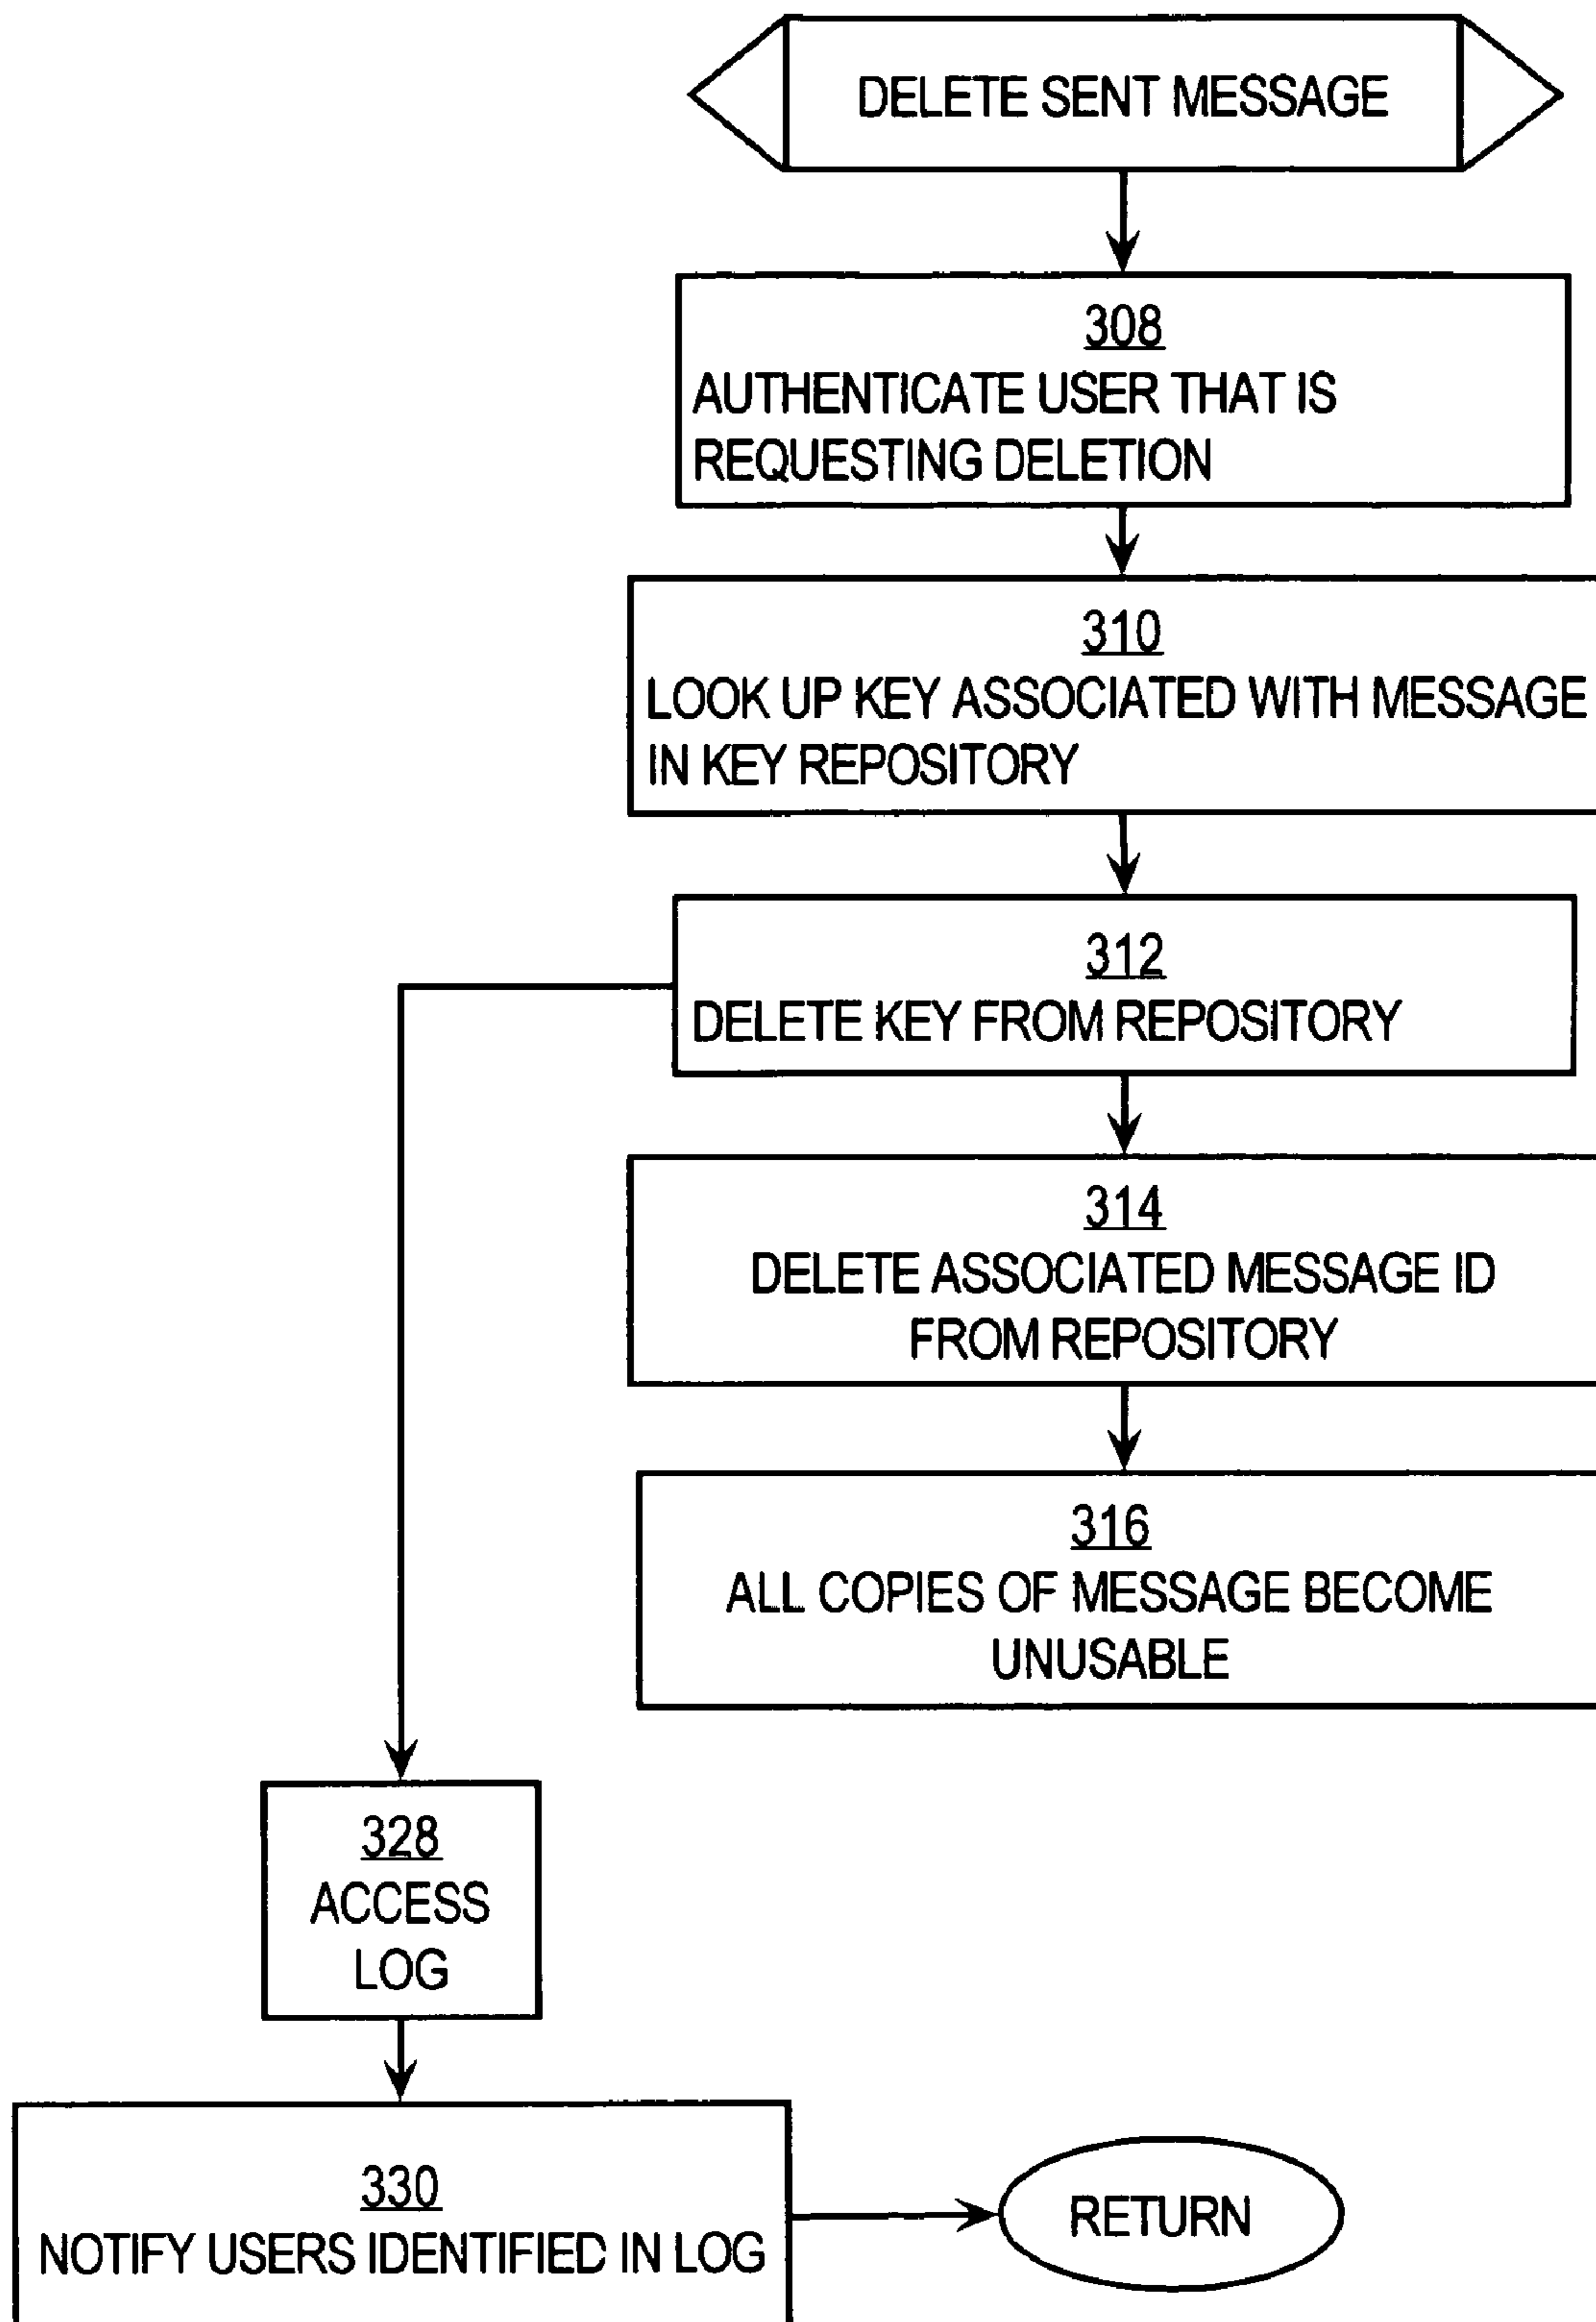 DELETE SENT MESSAGE
308
AUTHENTICATE USER THAT IS
REQUESTING DELETION
310
LOOK UP KEY ASSOCIATED WITH MESSAGE
IN KEY REPOSITORY
312
DELETE KEY FROM REPOSITORY
314
DELETE ASSOCIATED MESSAGE ID
FROM REPOSITORY
316
ALL COPIES OF MESSAGE BECOME
UNUSABLE
328
ACCESS
LOG
330
NOTIFY USERS IDENTIFIED IN LOG
RETURN